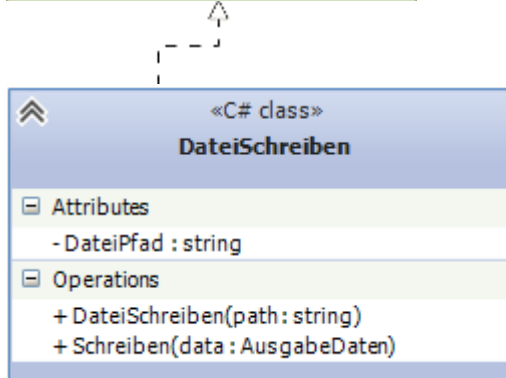 «C# class»
DateiSchreiben
Attributes
- DateiPfad : string
Operations
+ DateiSchreiben(path : string)
+ Schreiben(data : AusgabeDaten)